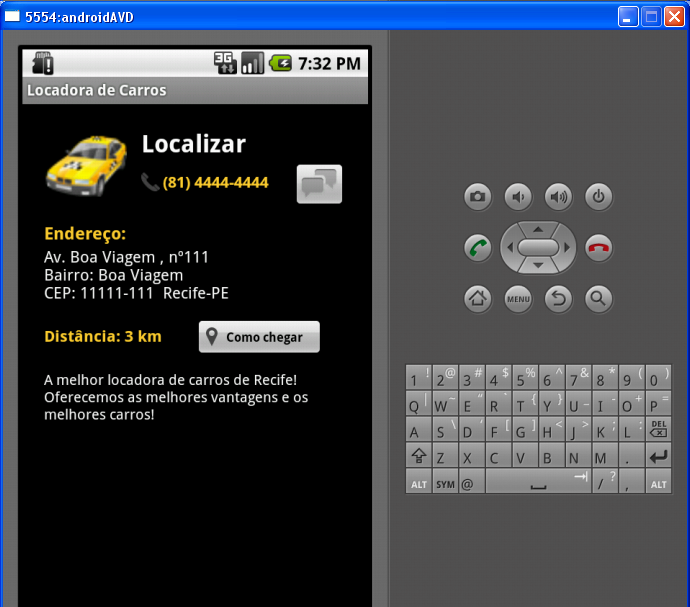 5554:androidAVD
3G 7:32 PM
Locadora de Carros
Localizar
(81) 4444-4444
Endereço:
Av. Boa Viagem , nº111
Bairro: Boa Viagem
CEP: 11111-111 Recife-PE
Distância: 3 km
Como chegar
A melhor locadora de carros de Recife!
Oferecemos as melhores vantagens e os
melhores carros!
MENU
1 ! 2 @ 3 # 4 $ 5 % 6 ^ 7 & 8 * 9 ( 0 )
Q | W ~ E " R ` T { Y } U _ I - O + P =
A S \ D ' F [ G ] H < J > K ; L : DEL
Z X C V B N M .
ALT SYM @ / ? , ALT